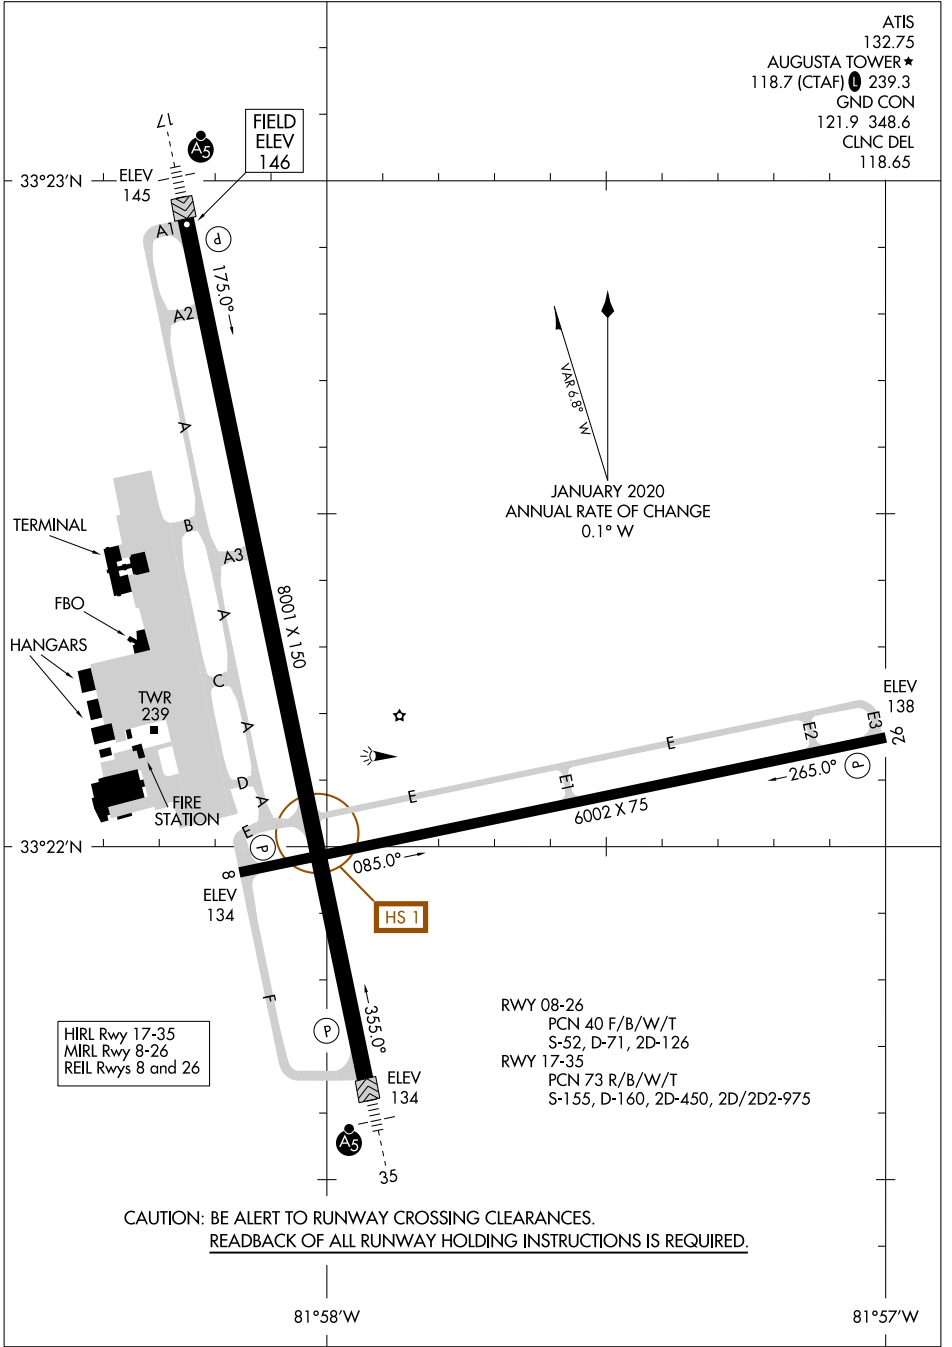 ATIS
132.75
AUGUSTA TOWER★
118.7 (CTAF) L 239.3
GND CON
121.9 348.6
CLNC DEL
118.65
17
A5
FIELD
ELEV
146
33°23'N
ELEV
145
A1
P
175.0°
A2
A
VAR 6.8° W
JANUARY 2020
ANNUAL RATE OF CHANGE
0.1° W
B
TERMINAL
A3
8001 X 150
FBO
A
HANGARS
C
TWR
239
A
ELEV
138
E3
E2
26
E
D
P
265.0°
E1
A
E
6002 X 75
FIRE
STATION
E
33°22'N
P
085.0°
8
ELEV
134
HS 1
F
355.0°
P
RWY 08-26
PCN 40 F/B/W/T
S-52, D-71, 2D-126
RWY 17-35
PCN 73 R/B/W/T
S-155, D-160, 2D-450, 2D/2D2-975
HIRL Rwy 17-35
MIRL Rwy 8-26
REIL Rwys 8 and 26
ELEV
134
A5
35
CAUTION: BE ALERT TO RUNWAY CROSSING CLEARANCES.
READBACK OF ALL RUNWAY HOLDING INSTRUCTIONS IS REQUIRED.
81°58'W
81°57'W